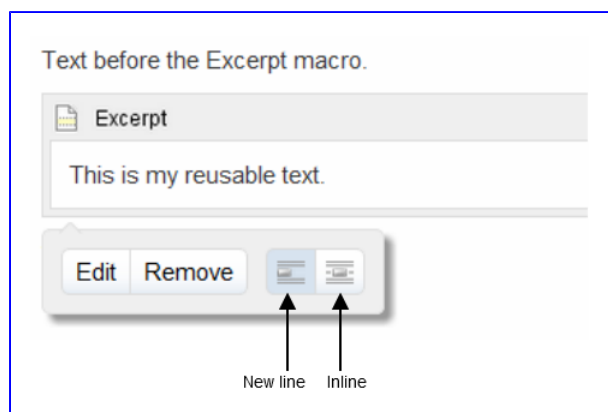 Text before the Excerpt macro.
Excerpt
This is my reusable text.
Edit Remove
New line Inline